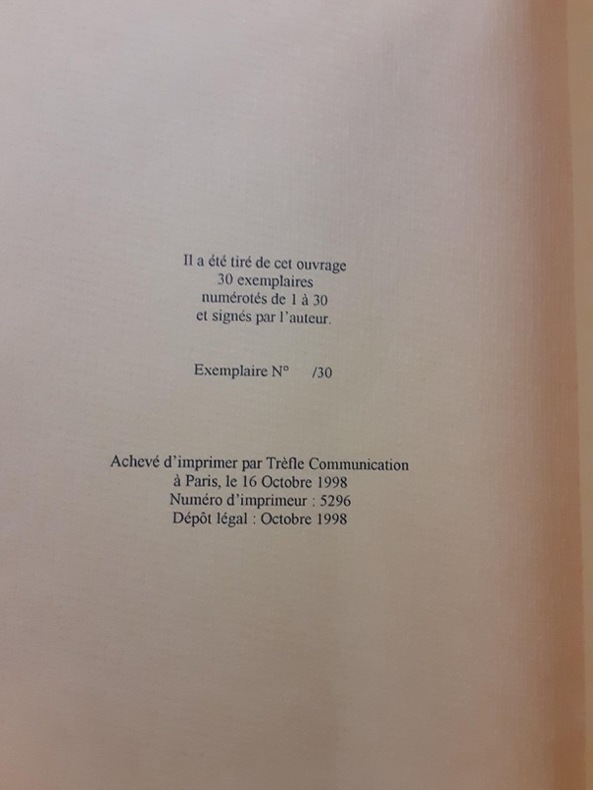 Il a été tiré de cet ouvrage
30 exemplaires
numérotés de 1 à 30
et signés par l'auteur.
Exemplaire N° /30
Achevé d'imprimer par Trèfle Communication
à Paris, le 16 Octobre 1998
Numéro d'imprimeur : 5296
Dépôt légal : Octobre 1998